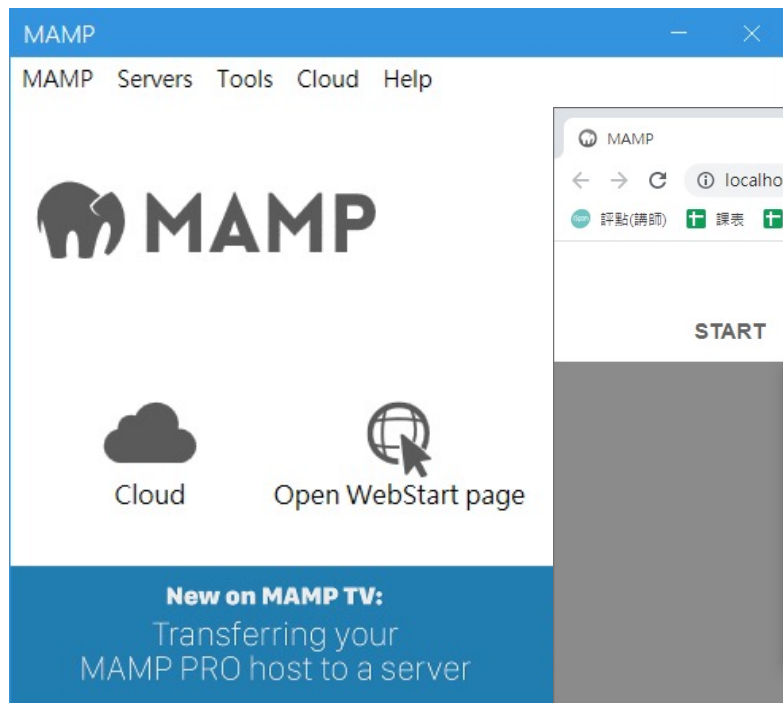 MAMP
MAMP Servers Tools Cloud Help
MAMP
Cloud
Open WebStart page
New on MAMP TV:
Transferring your
MAMP PRO host to a server
MAMP
localho
評點(講師) 課表
START